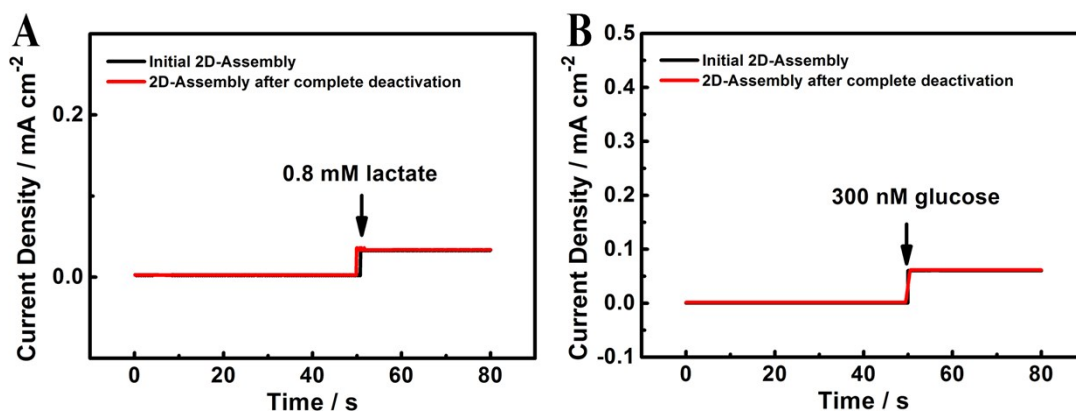 A
Initial 2D-Assembly
2D-Assembly after complete deactivation
0.2
0.8 mM lactate
0.0
Current Density / mA cm⁻²
0 20 40 60 80
Time / s
B
0.5
Initial 2D-Assembly
0.4
2D-Assembly after complete deactivation
0.3
0.2
300 nM glucose
0.1
0.0
-0.1
Current Density / mA cm⁻²
0 20 40 60 80
Time / s